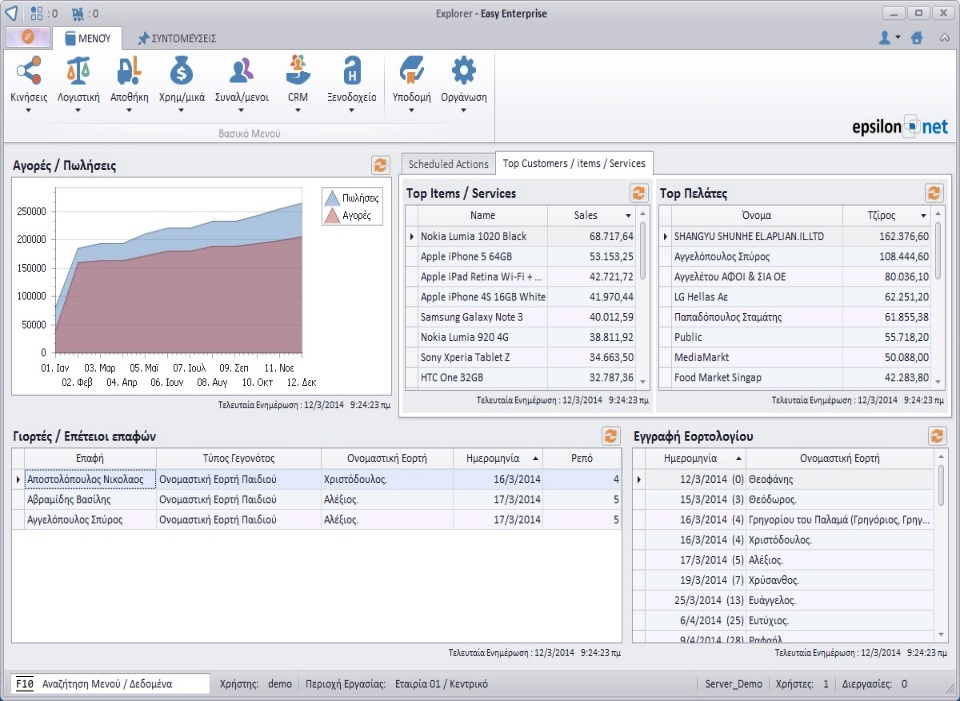 : 0 : 0 Explorer - Easy Enterprise
ΜΕΝΟΥ ΣΥΝΤΟΜΕΥΣΕΙΣ
Κινήσεις Λογιστική Αποθήκη Χρημ/μικά Συναλ/μενοι CRM Ξενοδοχείο Υποδομή Οργάνωση
Βασικό Μενού
epsilon net
Αγορές / Πωλήσεις
Πωλήσεις
Αγορές
250000
200000
150000
100000
50000
0
01. Ιαν 03. Μαρ 05. Μαϊ 07. Ιουλ 09. Σεπ 11. Νοε
02. Φεβ 04. Απρ 06. Ιουν 08. Αυγ 10. Οκτ 12. Δεκ
Τελευταία Ενημέρωση : 12/3/2014 9:24:23 πμ
Scheduled Actions Top Customers / items / Services
Top Items / Services
Name Sales
Nokia Lumia 1020 Black 68.717,64
Apple iPhone 5 64GB 53.153,25
Apple iPad Retina Wi-Fi + ... 42.721,72
Apple iPhone 4S 16GB White 41.970,44
Samsung Galaxy Note 3 40.012,59
Nokia Lumia 920 4G 38.811,92
Sony Xperia Tablet Z 34.663,50
HTC One 32GB 32.787,36
Τελευταία Ενημέρωση : 12/3/2014 9:24:23 πμ
Top Πελάτες
Όνομα Τζίρος
SHANGYU SHUNHE EL.APLIAN.IL.LTD 162.376,60
Αγγελόπουλος Σπύρος 108.444,60
Αγγελέτου ΑΦΟΙ & ΣΙΑ ΟΕ 80.036,10
LG Hellas Αε 62.251,20
Παπαδόπουλος Σταμάτης 61.855,38
Public 55.718,20
MediaMarkt 50.088,00
Food Market Singap 42.283,80
Τελευταία Ενημέρωση : 12/3/2014 9:24:23 πμ
Γιορτές / Επέτειοι επαφών
Επαφή Τύπος Γεγονότος Ονομαστική Εορτή Ημερομηνία Ρεπό
Αποστολόπουλος Νικολαος Ονομαστική Εορτή Παιδιού Χριστόδουλος. 16/3/2014 4
Αβραμίδης Βασίλης Ονομαστική Εορτή Παιδιού Αλέξιος. 17/3/2014 5
Αγγελόπουλος Σπύρος Ονομαστική Εορτή Παιδιού Αλέξιος. 17/3/2014 5
Τελευταία Ενημέρωση : 12/3/2014 9:24:23 πμ
Εγγραφή Εορτολογίου
Ημερομηνία Ονομαστική Εορτή
12/3/2014 (0) Θεοφάνης
15/3/2014 (3) Θεόδωρος.
16/3/2014 (4) Γρηγορίου του Παλαμά (Γρηγόριος, Γρηγ...
16/3/2014 (4) Χριστόδουλος.
17/3/2014 (5) Αλέξιος.
19/3/2014 (7) Χρύσανθος.
25/3/2014 (13) Ευάγγελος.
6/4/2014 (25) Ευτύχιος.
9/4/2014 (28) Ραφαήλ
Τελευταία Ενημέρωση : 12/3/2014 9:24:23 πμ
F10 Αναζήτηση Μενού / Δεδομένα Χρήστης: demo Περιοχή Εργασίας: Εταιρία 01 / Κεντρικό Server_Demo Χρήστες: 1 Διεργασίες: 0